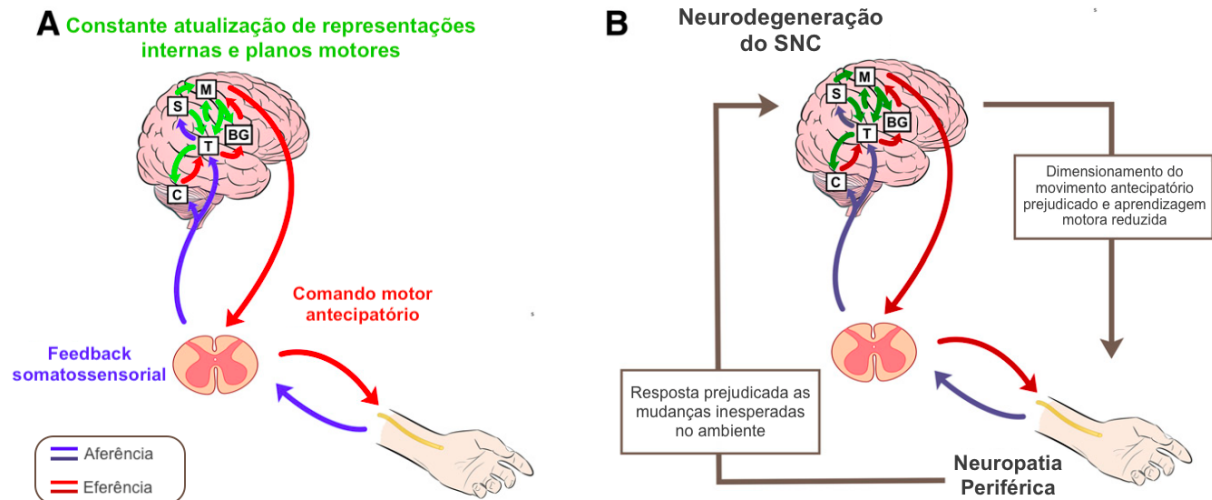 A
Constante atualização de representações
internas e planos motores
M
S
BG
T
C
Comando motor
antecipatório
Feedback
somatossensorial
Aferência
Eferência
s
B
Neurodegeneração
do SNC
s
M
S
BG
T
C
Dimensionamento do
movimento antecipatório
prejudicado e aprendizagem
motora reduzida
Resposta prejudicada as
mudanças inesperadas
no ambiente
Neuropatia
Periférica